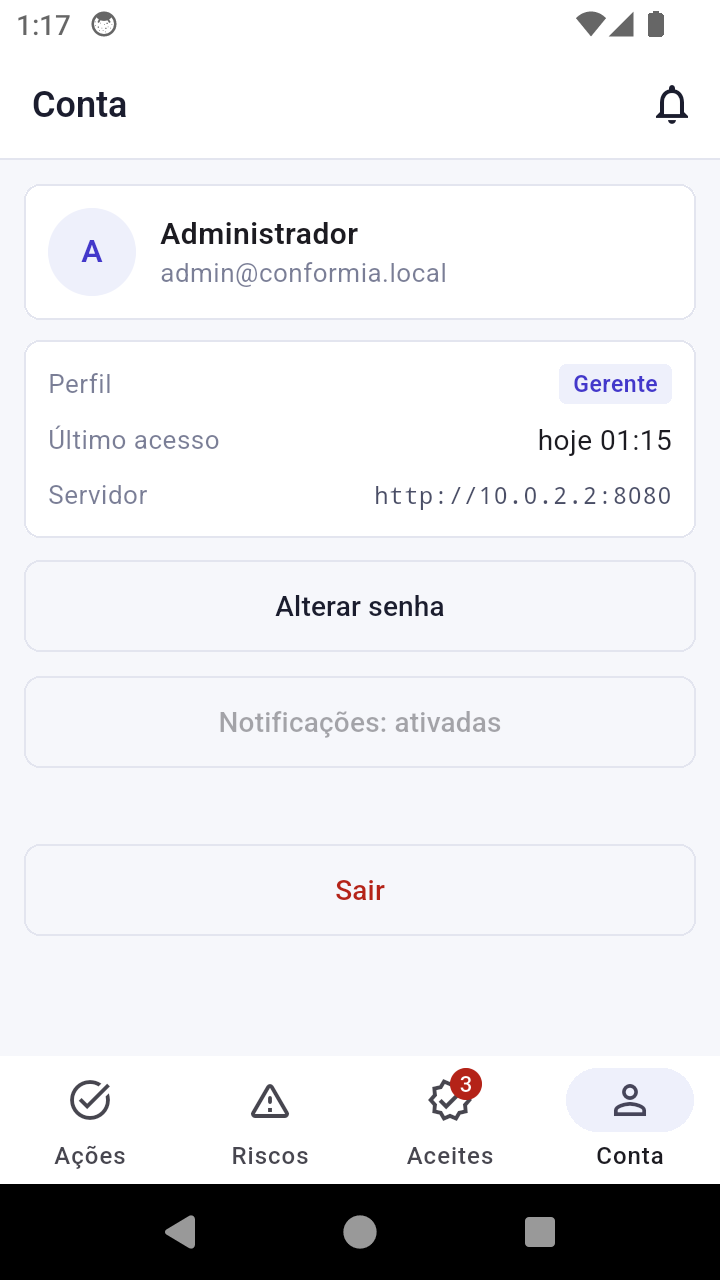 1:17
Conta
A
Administrador
admin@conformia.local
Perfil
Gerente
Último acesso
hoje 01:15
Servidor
http://10.0.2.2:8080
Alterar senha
Notificações: ativadas
Sair
3
Ações
Riscos
Aceites
Conta